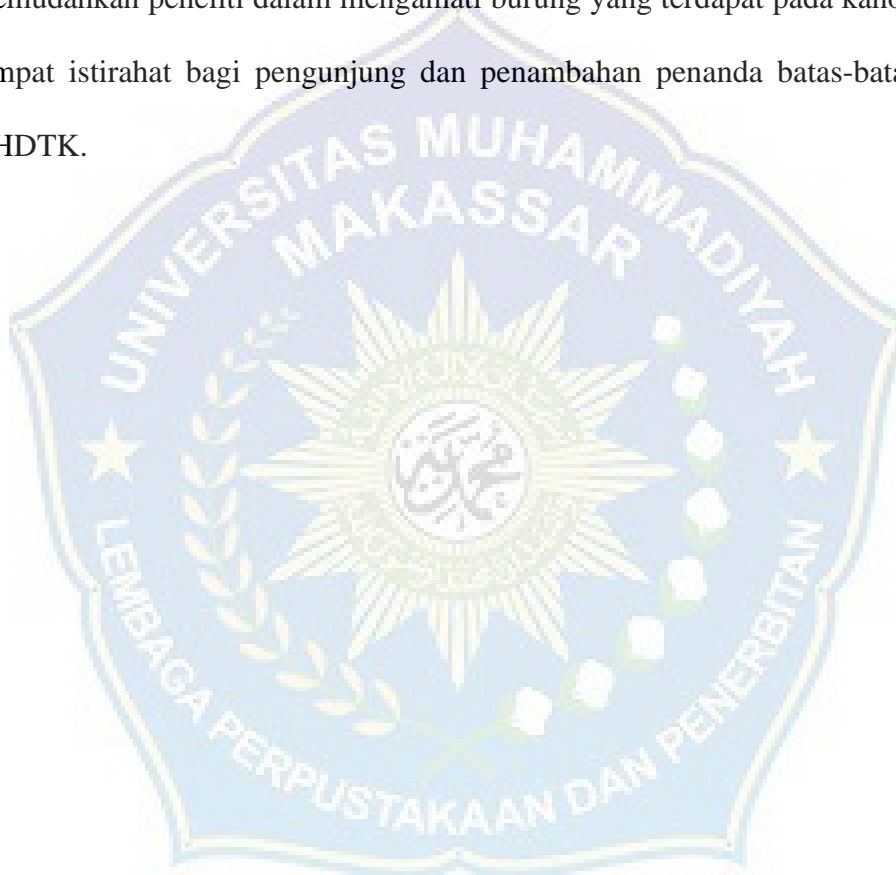 emudahkan peneliti dalam mengamati burung yang terdapat pada kano
mpat istirahat bagi pengunjung dan penambahan penanda batas-bata
HDTK.
UNIVERSITAS MUHAMMADIYAH
MAKASSAR
LEMBAGA PERPUSTAKAAN DAN PENERBITAN